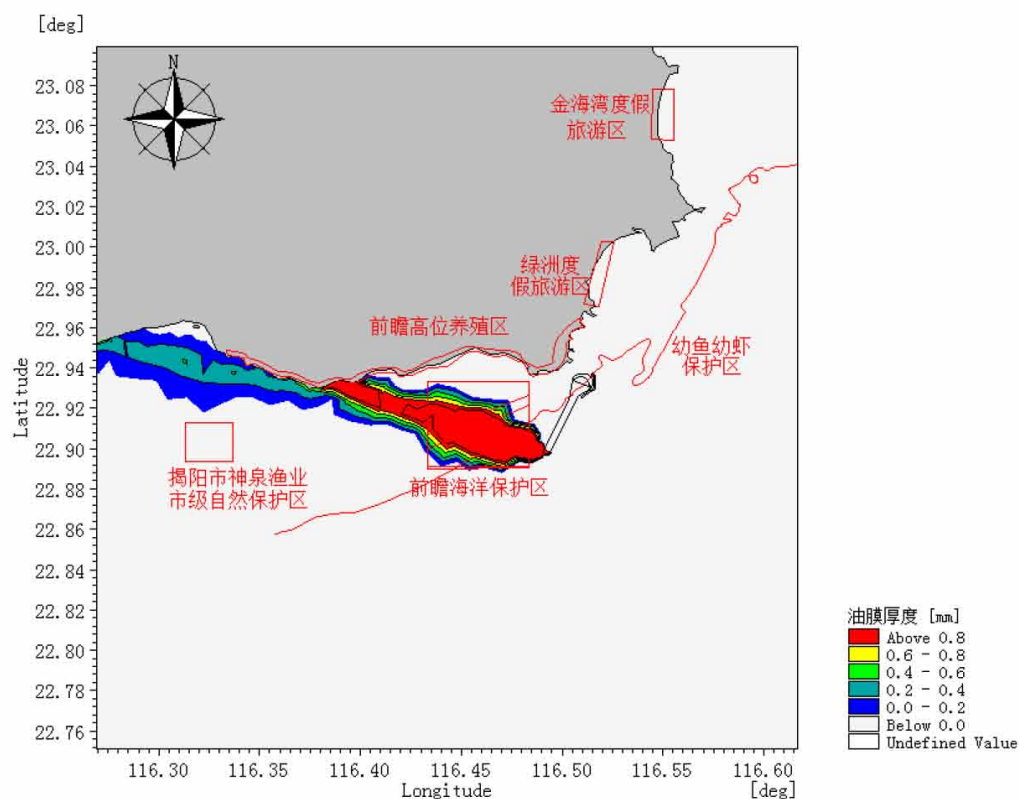 [deg]
N
23.08
23.06
23.04
23.02
23.00
22.98
22.96
22.94
22.92
22.90
22.88
22.86
22.84
22.82
22.80
22.78
22.76
Latitude
金海湾度假
旅游区
绿洲度
假旅游区
前瞻高位养殖区
幼鱼幼虾
保护区
揭阳市神泉渔业
市级自然保护区
前瞻海洋保护区
116.30
116.35
116.40
116.45
116.50
116.55
116.60
Longitude
[deg]
油膜厚度 [mm]
Above 0.8
0.6 - 0.8
0.4 - 0.6
0.2 - 0.4
0.0 - 0.2
Below 0.0
Undefined Value